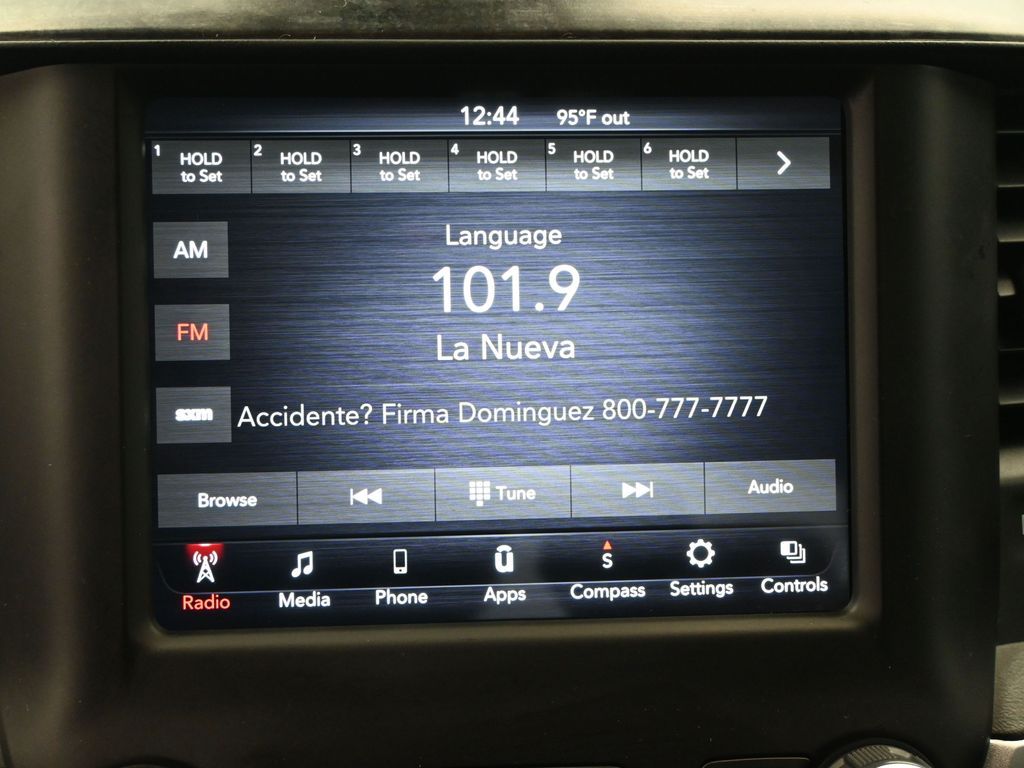 12:44 95°F out
1 HOLD to Set 2 HOLD to Set 3 HOLD to Set 4 HOLD to Set 5 HOLD to Set 6 HOLD to Set
AM
Language
101.9
FM
La Nueva
sxm
Accidente? Firma Dominguez 800-777-7777
Browse Tune Audio
S
Radio Media Phone Apps Compass Settings Controls